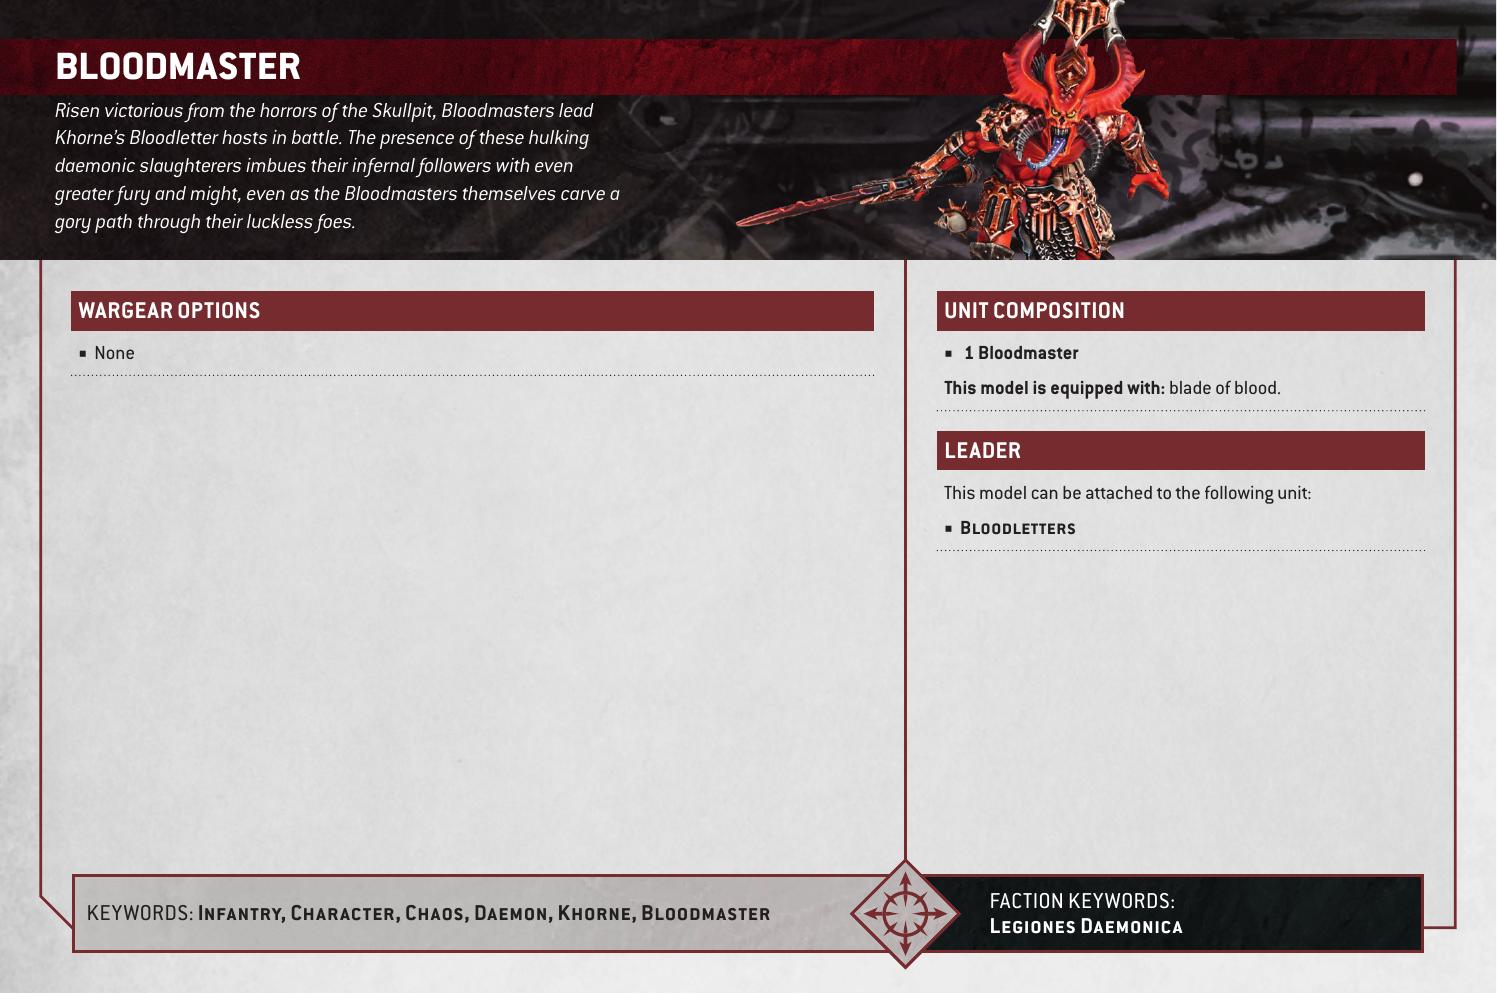 BLOODMASTER
Risen victorious from the horrors of the Skullpit, Bloodmasters lead
Khorne’s Bloodletter hosts in battle. The presence of these hulking
daemonic slaughterers imbues their infernal followers with even
greater fury and might, even as the Bloodmasters themselves carve a
gory path through their luckless foes.
WARGEAR OPTIONS
▪ None
UNIT COMPOSITION
▪ 1 Bloodmaster
This model is equipped with: blade of blood.
LEADER
This model can be attached to the following unit:
▪ BLOODLETTERS
KEYWORDS: INFANTRY, CHARACTER, CHAOS, DAEMON, KHORNE, BLOODMASTER
FACTION KEYWORDS:
LEGIONES DAEMONICA